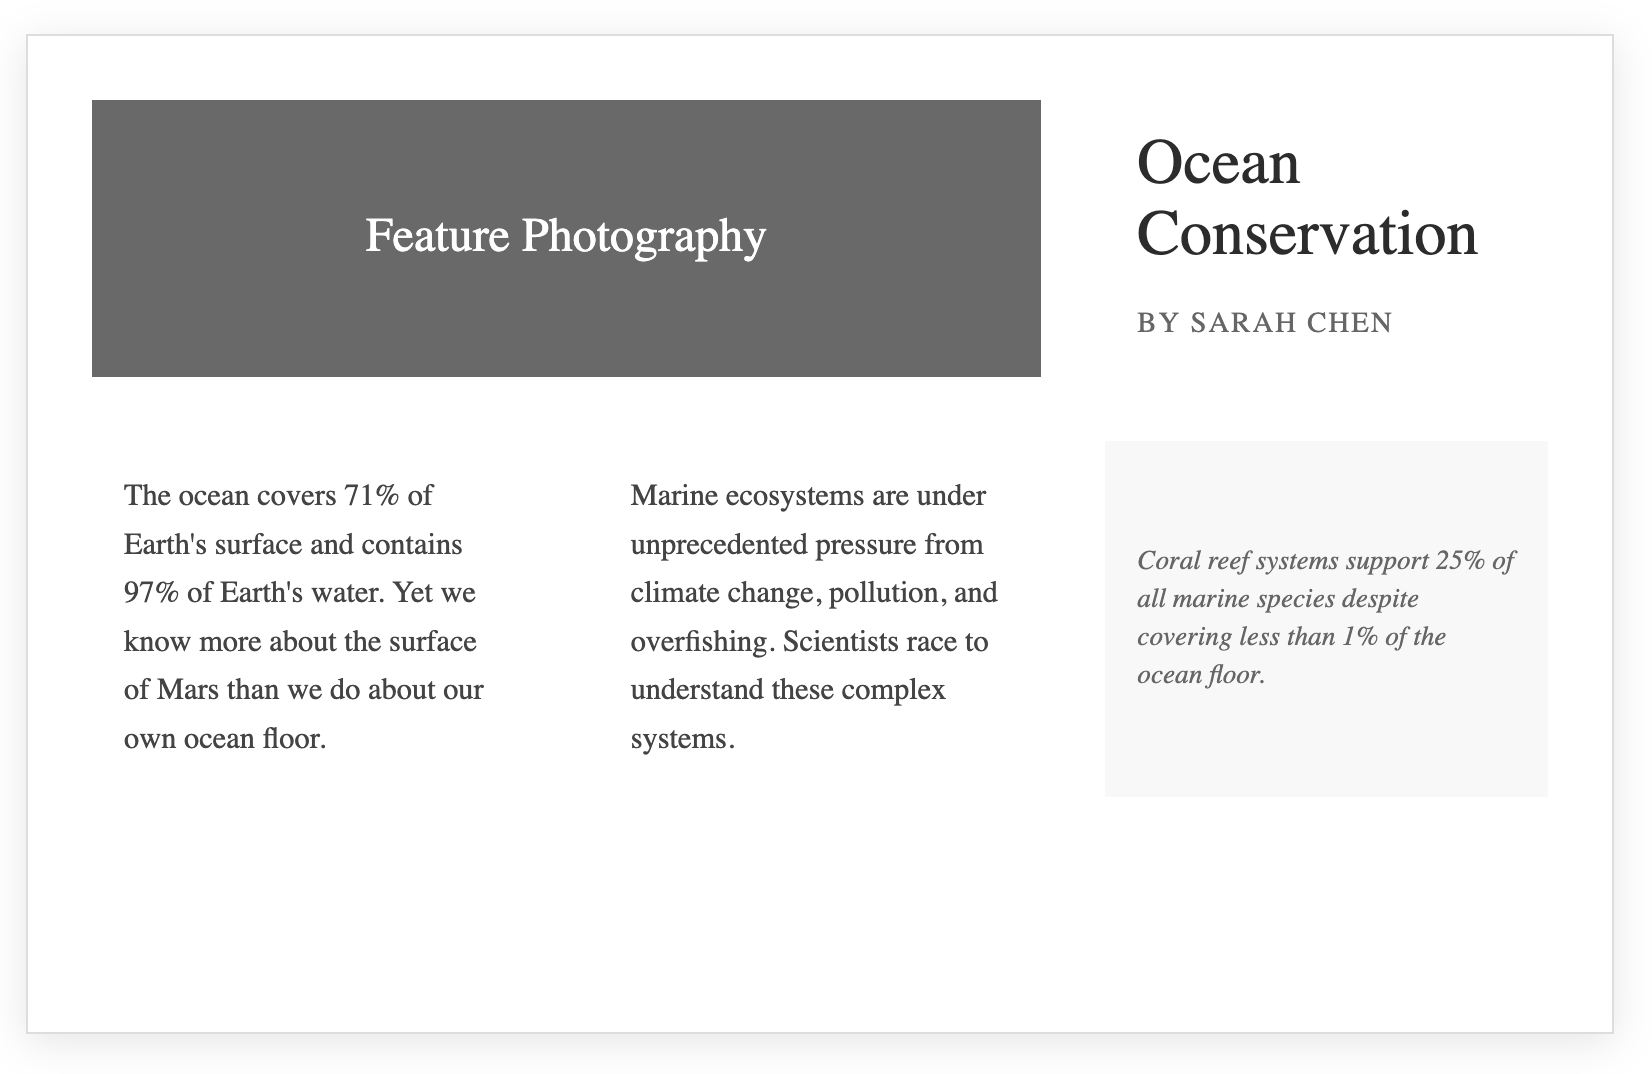 Feature Photography
Ocean
Conservation
BY SARAH CHEN
The ocean covers 71% of
Earth's surface and contains
97% of Earth's water. Yet we
know more about the surface
of Mars than we do about our
own ocean floor.
Marine ecosystems are under
unprecedented pressure from
climate change, pollution, and
overfishing. Scientists race to
understand these complex
systems.
Coral reef systems support 25% of
all marine species despite
covering less than 1% of the
ocean floor.